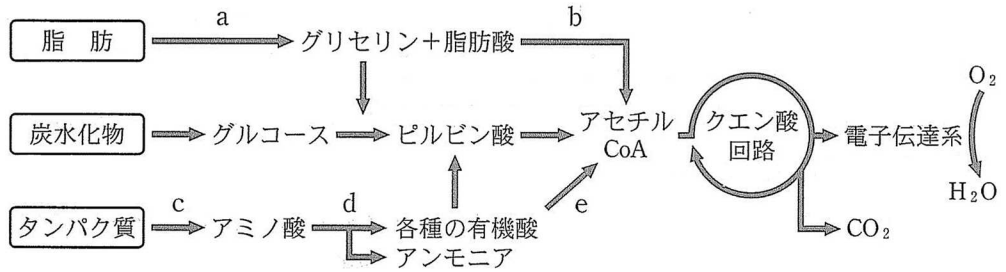 a
b
脂 肪
グリセリン＋脂肪酸
O₂
炭水化物
グルコース
ピルビン酸
アセチル
CoA
クエン酸
回路
電子伝達系
H₂O
タンパク質
c
アミノ酸
d
各種の有機酸
アンモニア
e
CO₂